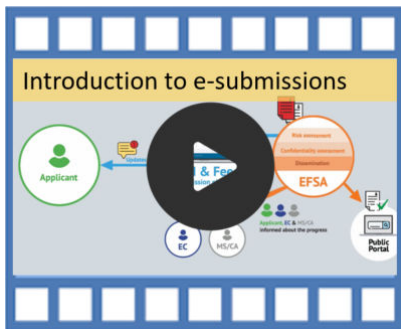 Introduction to e-submissions
Risk assessment
Confidentiality assessment
Dissemination
EFSA
Applicant
Updates
Applicant, EC & MS/CA
informed about the progress
EC
MS/CA
Public
Portal